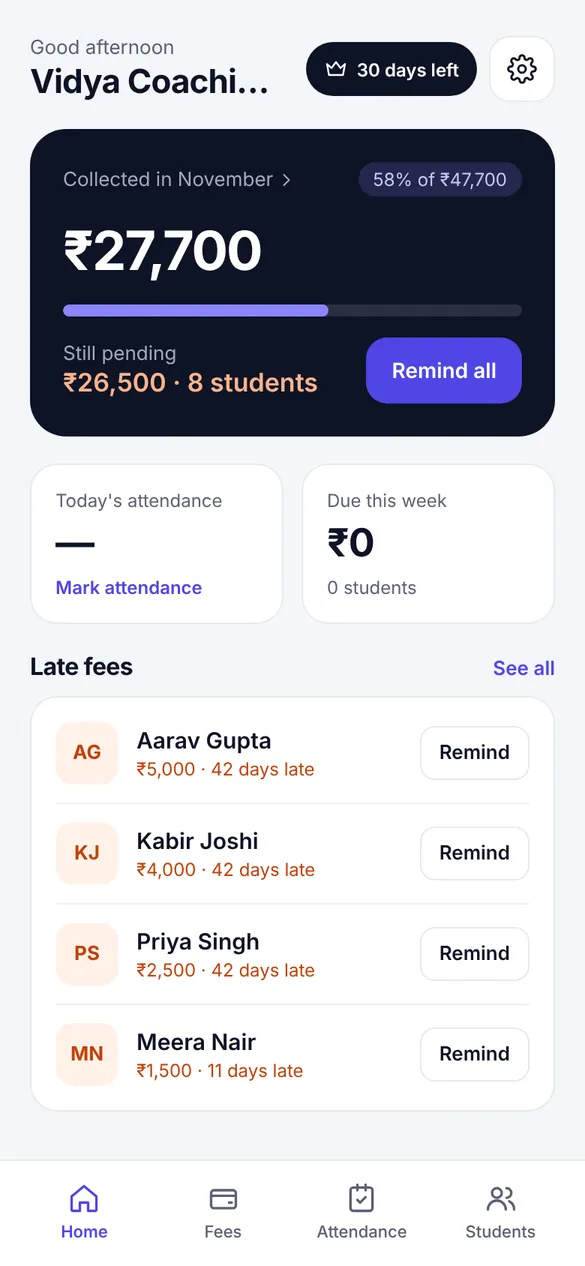 Good afternoon
Vidya Coachi...
30 days left
Collected in November
58% of ₹47,700
₹27,700
Still pending
₹26,500 · 8 students
Remind all
Today's attendance
—
Mark attendance
Due this week
₹0
0 students
Late fees
See all
AG
Aarav Gupta
₹5,000 · 42 days late
Remind
KJ
Kabir Joshi
₹4,000 · 42 days late
Remind
PS
Priya Singh
₹2,500 · 42 days late
Remind
MN
Meera Nair
₹1,500 · 11 days late
Remind
Home
Fees
Attendance
Students